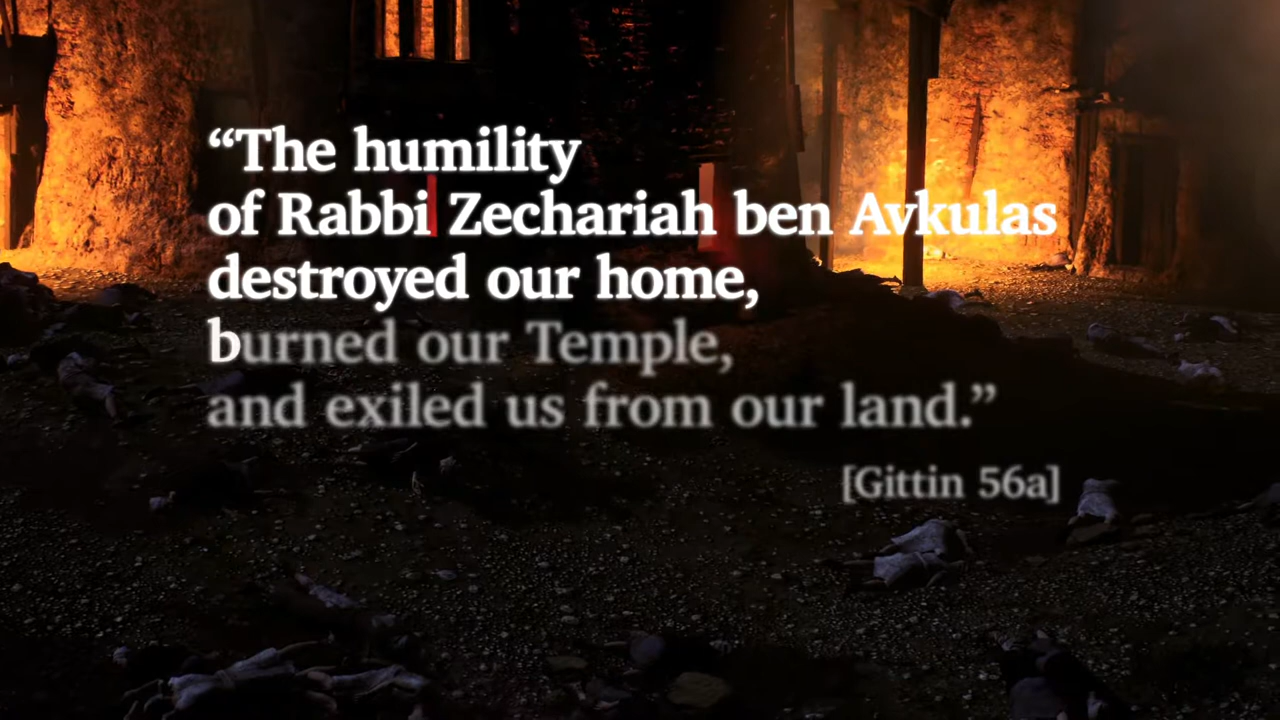 “The humility
of Rabbi Zechariah ben Avkulas
destroyed our home,
burned our Temple,
and exiled us from our land.”
[Gittin 56a]